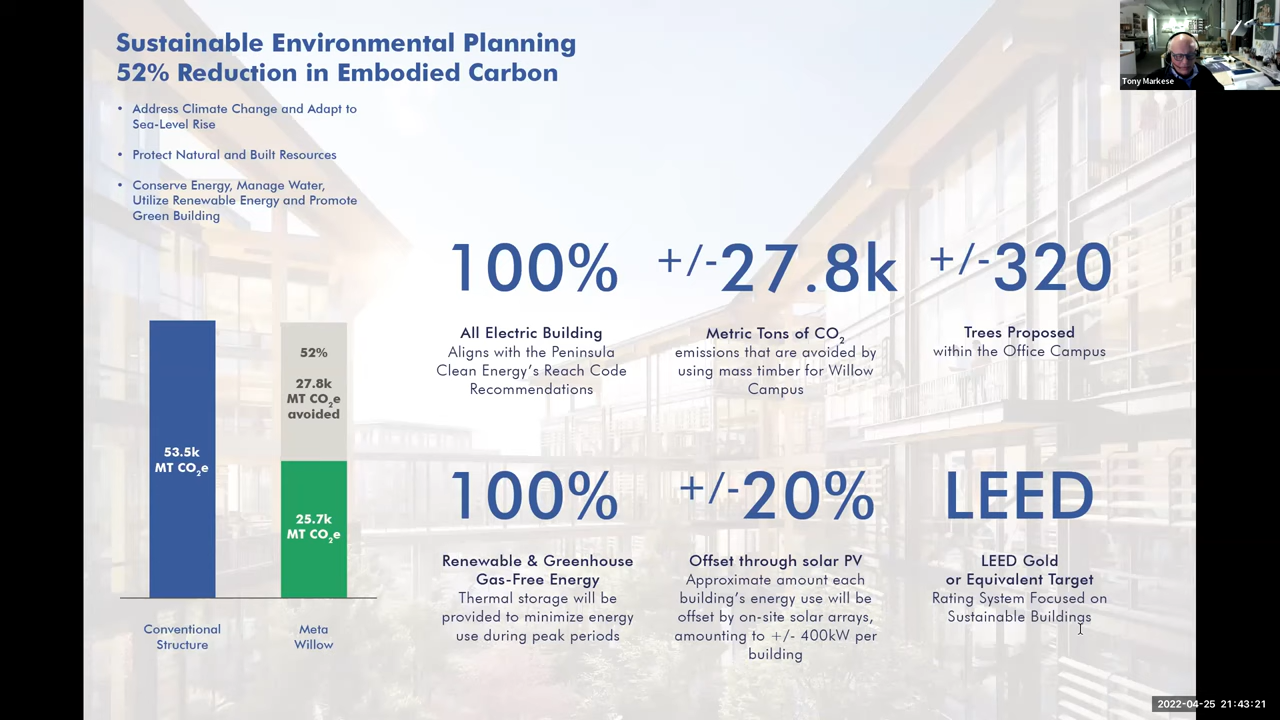 Sustainable Environmental Planning
52% Reduction in Embodied Carbon
• Address Climate Change and Adapt to
Sea-Level Rise
• Protect Natural and Built Resources
• Conserve Energy, Manage Water,
Utilize Renewable Energy and Promote
Green Building
53.5k
MT CO2e
Conventional
Structure
52%
27.8k
MT CO2e
avoided
25.7k
MT CO2e
Meta
Willow
100%
All Electric Building
Aligns with the Peninsula
Clean Energy's Reach Code
Recommendations
+/-27.8k
Metric Tons of CO2
emissions that are avoided by
using mass timber for Willow
Campus
+/-320
Trees Proposed
within the Office Campus
100%
Renewable & Greenhouse
Gas-Free Energy
Thermal storage will be
provided to minimize energy
use during peak periods
+/-20%
Offset through solar PV
Approximate amount each
building's energy use will be
offset by on-site solar arrays,
amounting to +/- 400kW per
building
LEED
LEED Gold
or Equivalent Target
Rating System Focused on
Sustainable Buildings
Tony Markese
2022-04-25 21:43:21